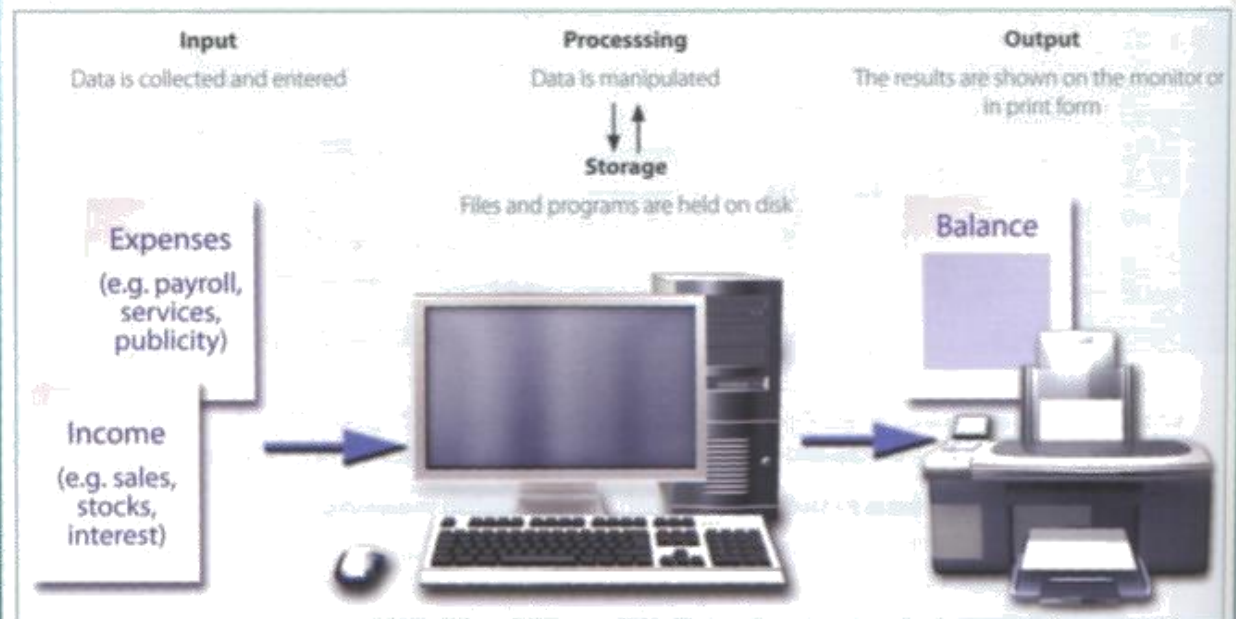 Input
Data is collected and entered
Processsing
Data is manipulated
Storage
Files and programs are held on disk
Output
The results are shown on the monitor or
in print form
Expenses
(e.g. payroll,
services,
publicity)
Income
(e.g. sales,
stocks,
interest)
Balance